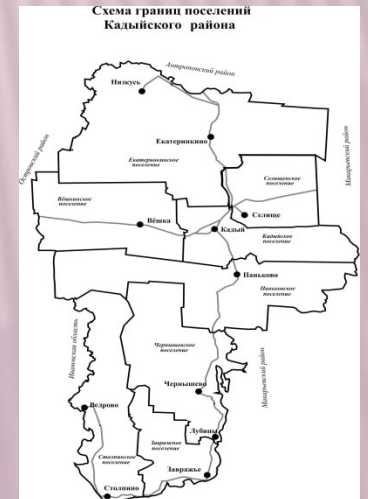 Схема границ поселений
Кадыйского района
Антроповский район
Низкусь
Островский район
Макарьевский район
Екатеринкино
Екатеринкинское
поселение
Селищенское
поселение
Вёшкинское
поселение
Селище
Вёшка
Кадый
Кадыйское
поселение
Паньково
Паньковское
поселение
Ивановская область
Чернышевское
поселение
Макарьевский район
Чернышево
Ведрово
Лубяны
Завражное
поселение
Столпинское
поселение
Завражье
Столпино